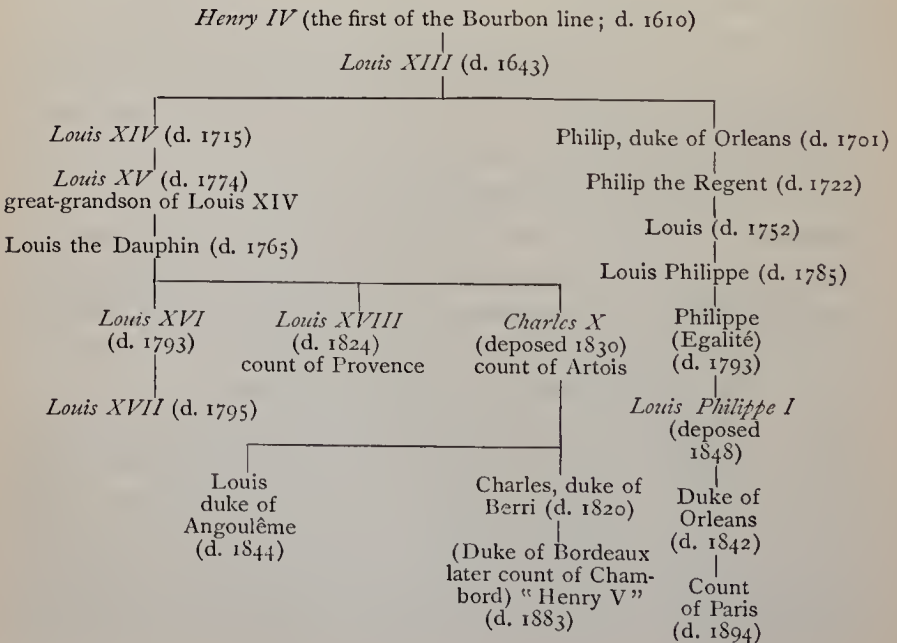 Henry IV (the first of the Bourbon line; d. 1610)
Louis XIII (d. 1643)
Louis XIV (d. 1715)
Louis XV (d. 1774)
great-grandson of Louis XIV
Louis the Dauphin (d. 1765)
Philip, duke of Orleans (d. 1701)
Philip the Regent (d. 1722)
Louis (d. 1752)
Louis Philippe (d. 1785)
Louis XVI
(d. 1793)
Louis XVII (d. 1795)
Louis XVIII
(d. 1824)
count of Provence
Charles X
(deposed 1830)
count of Artois
Philippe
(Egalité)
(d. 1793)
Louis Philippe I
(deposed
1848)
Louis
duke of
Angoulême
(d. 1844)
Charles, duke of
Berri (d. 1820)
(Duke of Bordeaux
later count of Cham-
bord) "Henry V"
(d. 1883)
Duke of
Orleans
(d. 1842)
Count
of Paris
(d. 1894)